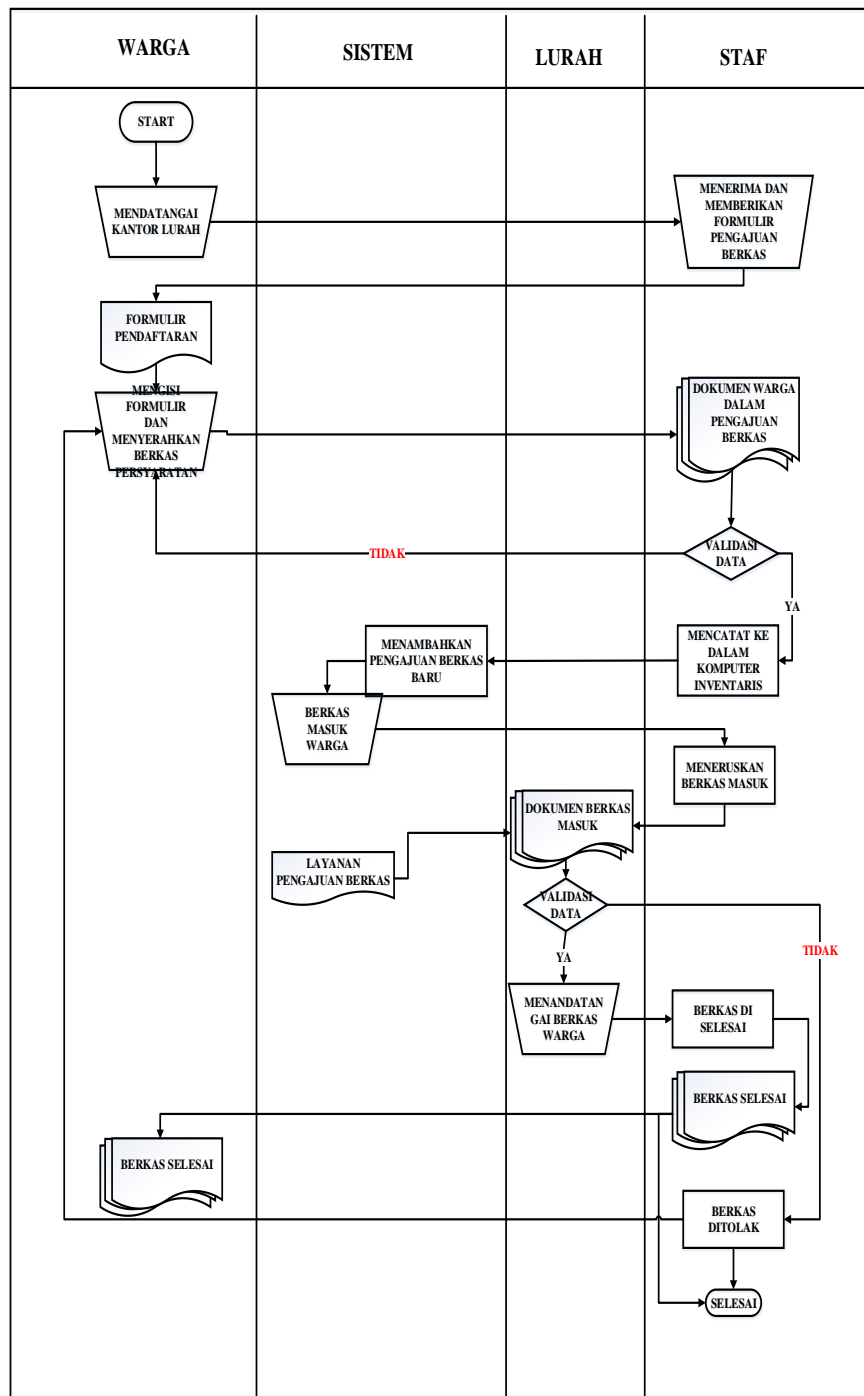 WARGA
SISTEM
LURAH
STAF
START
MENDATANGAI
KANTOR LURAH
MENERIMA DAN
MEMBERIKAN
FORMULIR
PENGAJUAN
BERKAS
FORMULIR
PENDAFTARAN
MENGISI
FORMULIR
DAN
MENYERAHKAN
BERKAS
PERSYARATAN
DOKUMEN WARGA
DALAM
PENGAJUAN
BERKAS
VALIDASI
DATA
TIDAK
YA
MENCATAT KE
DALAM
KOMPUTER
INVENTARIS
MENAMBAHKAN
PENGAJUAN BERKAS
BARU
BERKAS
MASUK
WARGA
MENERUSKAN
BERKAS MASUK
DOKUMEN BERKAS
MASUK
LAYANAN
PENGAJUAN BERKAS
VALIDASI
DATA
TIDAK
YA
MENANDATAN
GAI BERKAS
WARGA
BERKAS DI
SELESAI
BERKAS SELESAI
BERKAS SELESAI
BERKAS
DITOLAK
SELESAI